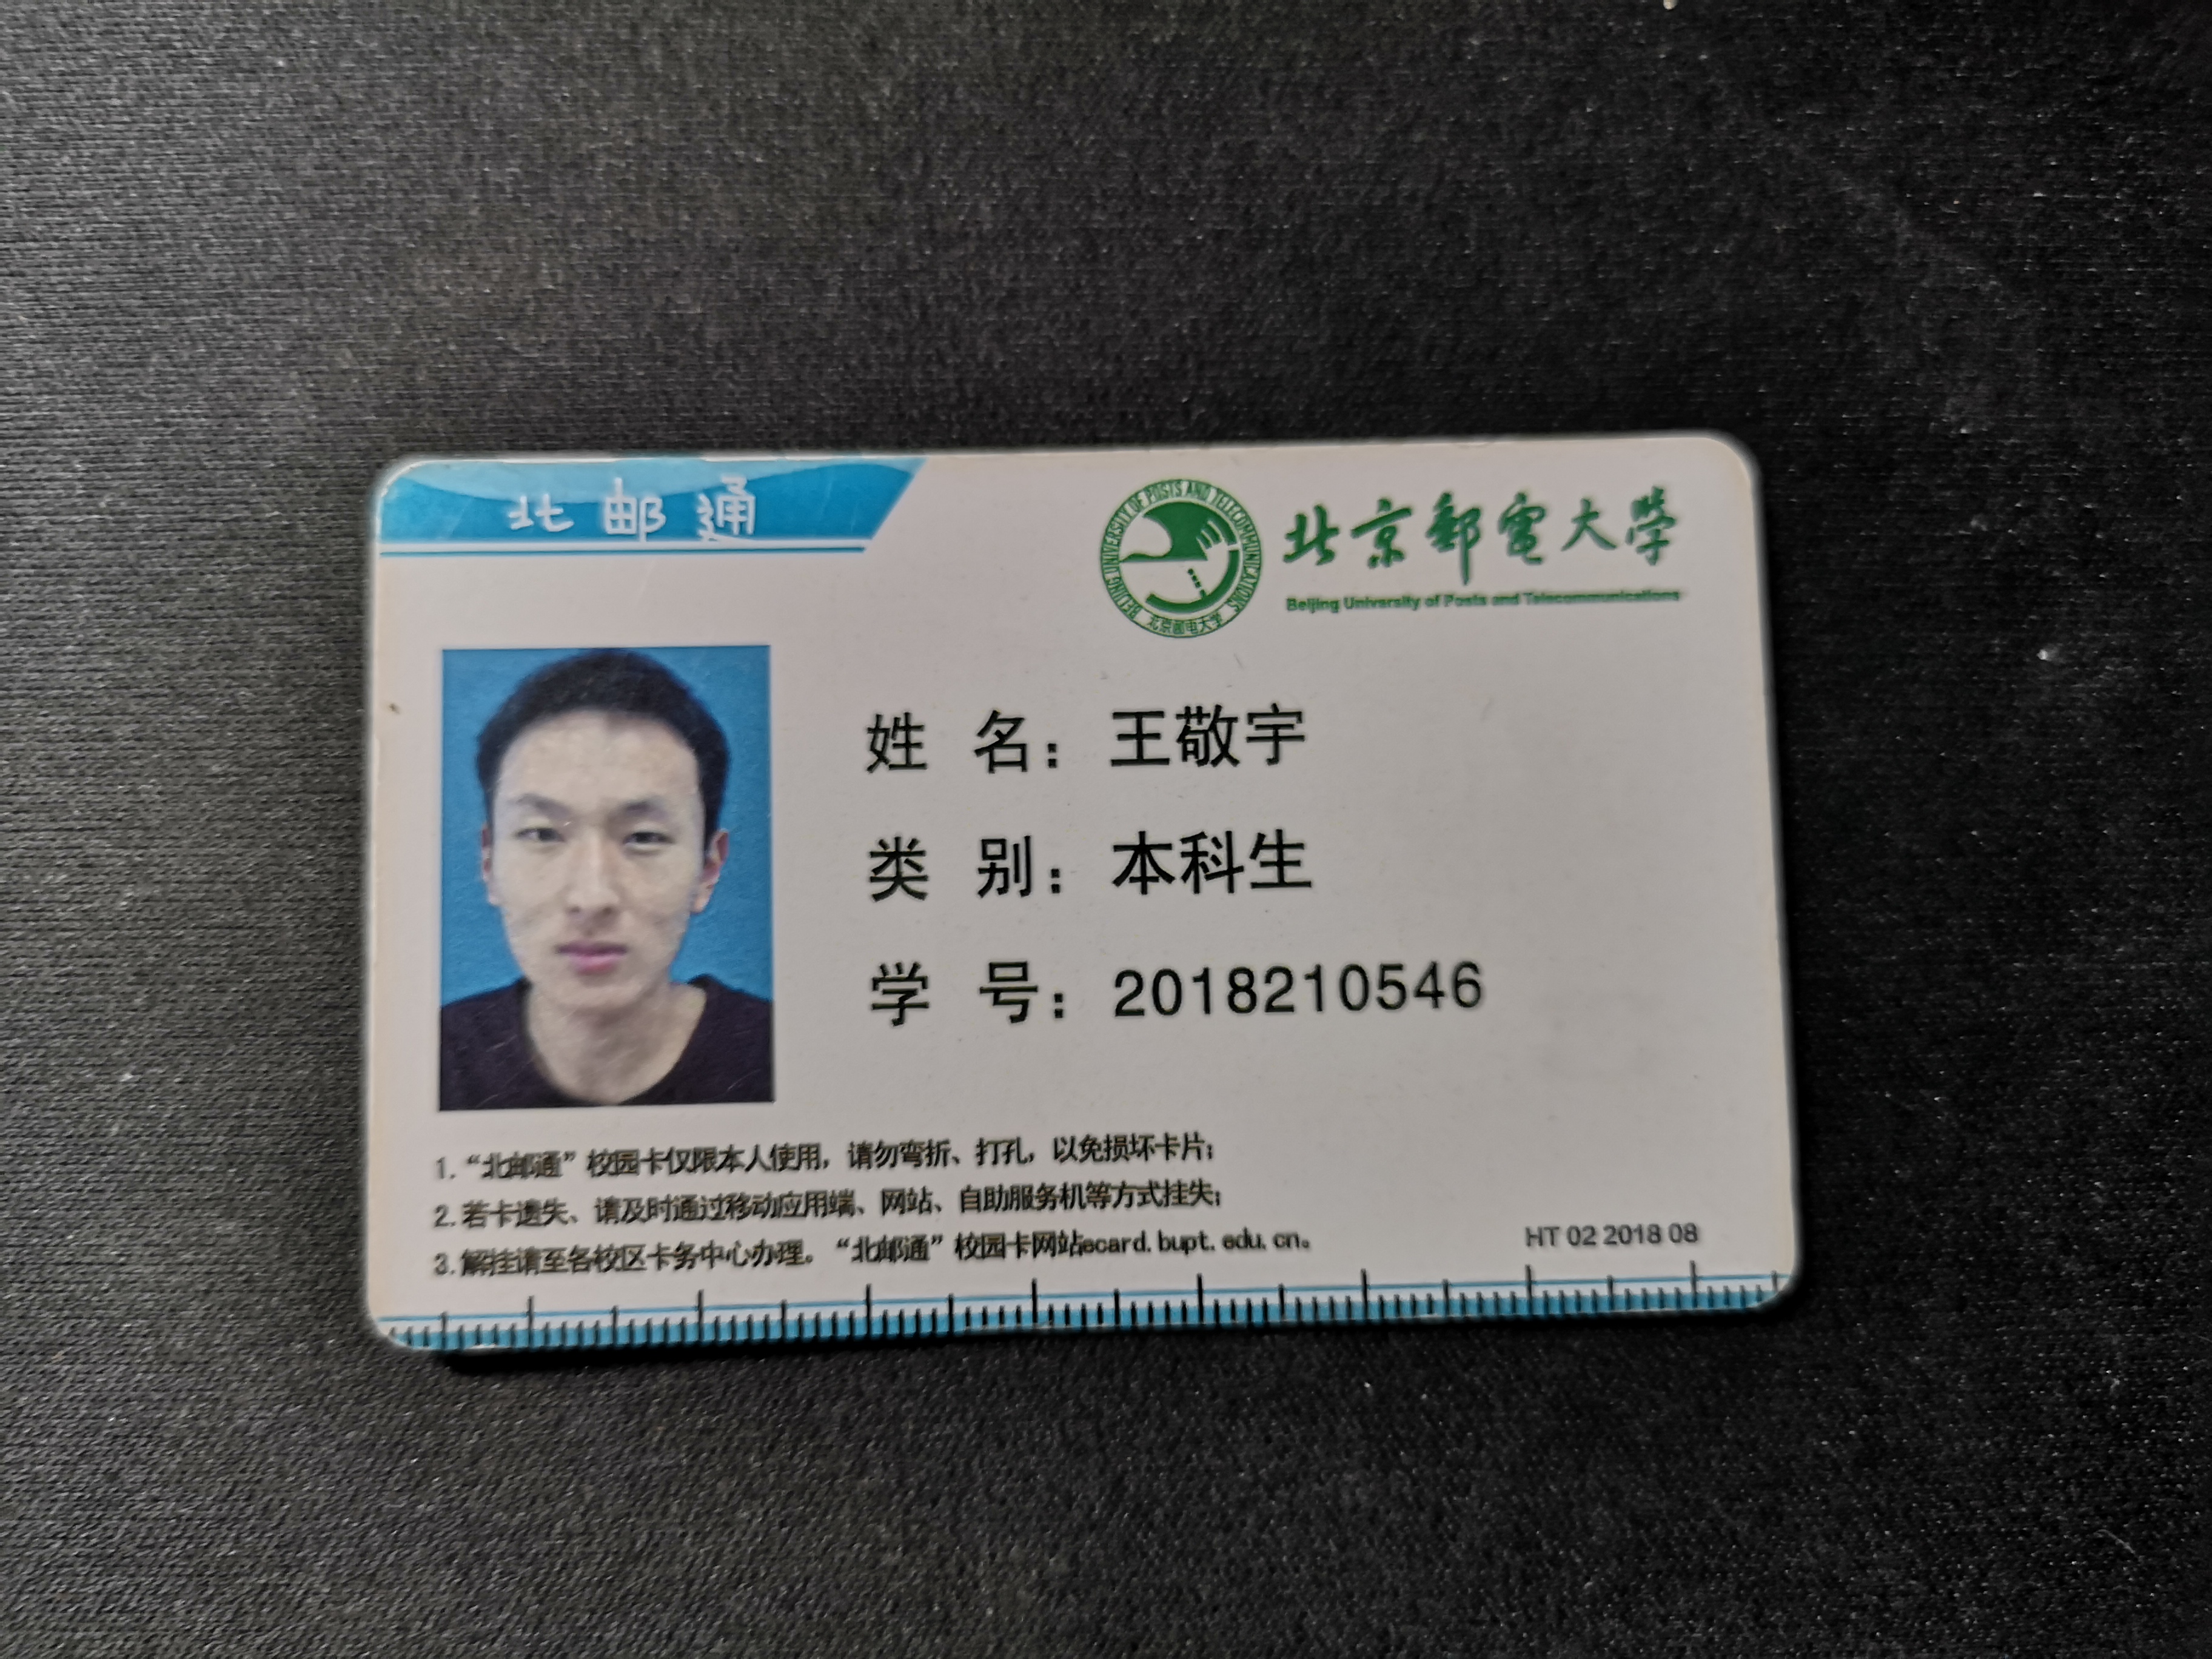 北邮通
BEIJING UNIVERSITY OF POSTS AND TELECOMMUNICATIONS
北京邮电大学
北京郵電大學
Beijing University of Posts and Telecommunications
姓 名：王敬宇
类 别：本科生
学 号：2018210546
1.“北邮通”校园卡仅限本人使用，请勿弯折、打孔，以免损坏卡片；
2.若卡遗失、请及时通过移动应用端、网站、自助服务机等方式挂失；
3.解挂请至各校区卡务中心办理。“北邮通”校园卡网站ecard.bupt.edu.cn。
HT 02 2018 08